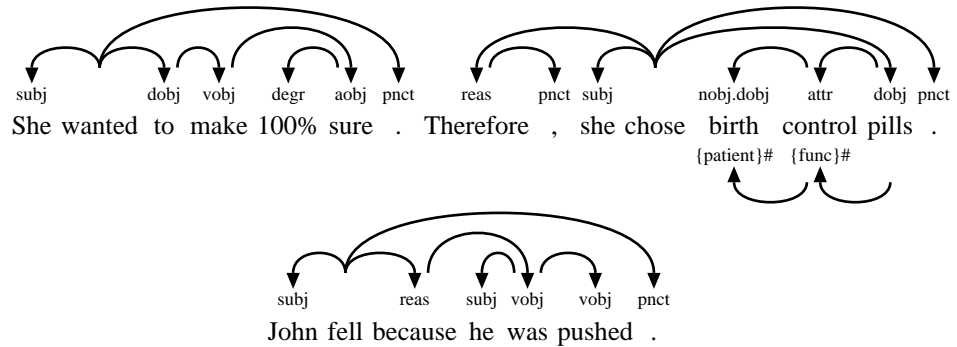 subj dobj vobj degr aobj pnct reas pnct subj nobj.dobj attr dobj pnct
She wanted to make 100% sure . Therefore , she chose birth control pills .
{patient}# {func}#
subj reas subj vobj vobj pnct
John fell because he was pushed .